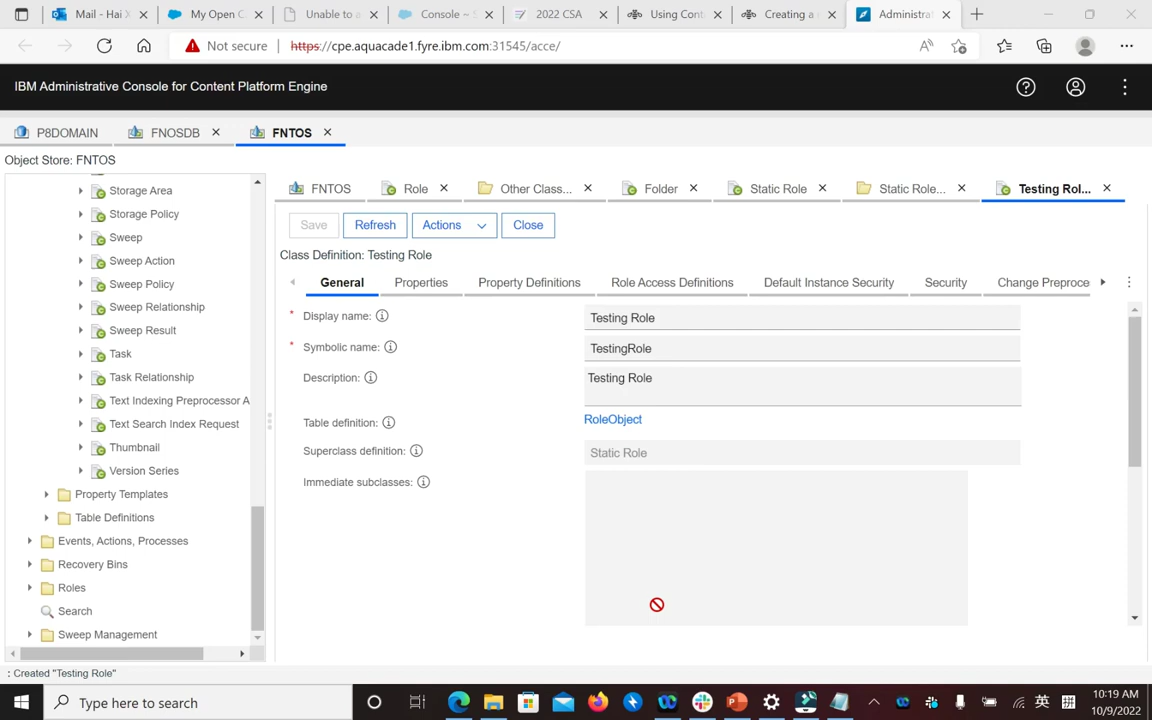 Mail - Hai X
My Open C
Unable to a
Console ~ S
2022 CSA
Using Cont
Creating a r
Administra
Not secure
https://cpe.aquacade1.fyre.ibm.com:31545/acce/
IBM Administrative Console for Content Platform Engine
P8DOMAIN
FNOSDB
FNTOS
Object Store: FNTOS
Storage Area
Storage Policy
Sweep
Sweep Action
Sweep Policy
Sweep Relationship
Sweep Result
Task
Task Relationship
Text Indexing Preprocessor A
Text Search Index Request
Thumbnail
Version Series
Property Templates
Table Definitions
Events, Actions, Processes
Recovery Bins
Roles
Search
Sweep Management
FNTOS
Role
Other Class...
Folder
Static Role
Static Role...
Testing Rol...
Save
Refresh
Actions
Close
Class Definition: Testing Role
General
Properties
Property Definitions
Role Access Definitions
Default Instance Security
Security
Change Preproce
* Display name:
Testing Role
* Symbolic name:
TestingRole
Description:
Testing Role
Table definition:
RoleObject
Superclass definition:
Static Role
Immediate subclasses:
: Created "Testing Role"
Type here to search
英
拼
10:19 AM
10/9/2022